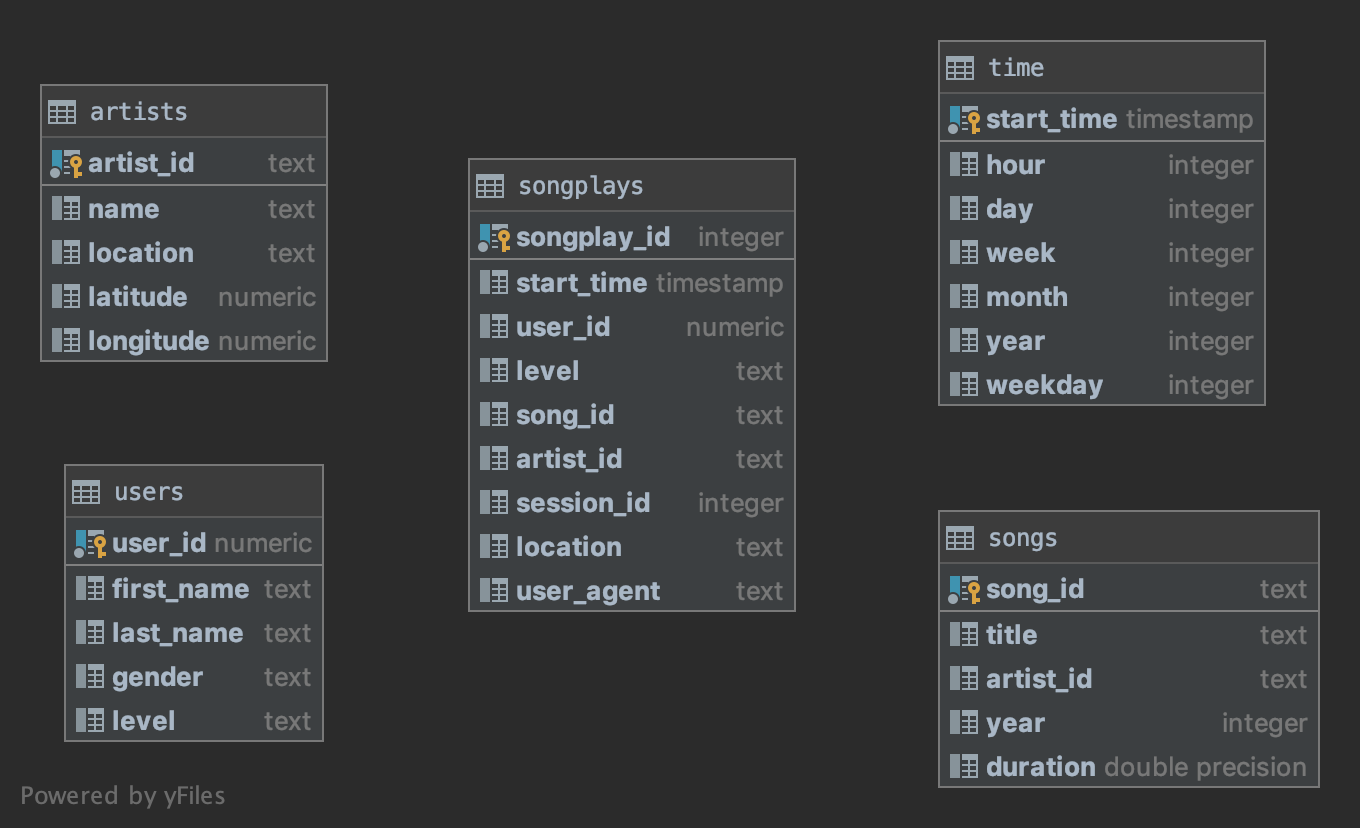 artists
artist_id text
name text
location text
latitude numeric
longitude numeric
users
user_id numeric
first_name text
last_name text
gender text
level text
songplays
songplay_id integer
start_time timestamp
user_id numeric
level text
song_id text
artist_id text
session_id integer
location text
user_agent text
time
start_time timestamp
hour integer
day integer
week integer
month integer
year integer
weekday integer
songs
song_id text
title text
artist_id text
year integer
duration double precision
Powered by yFiles